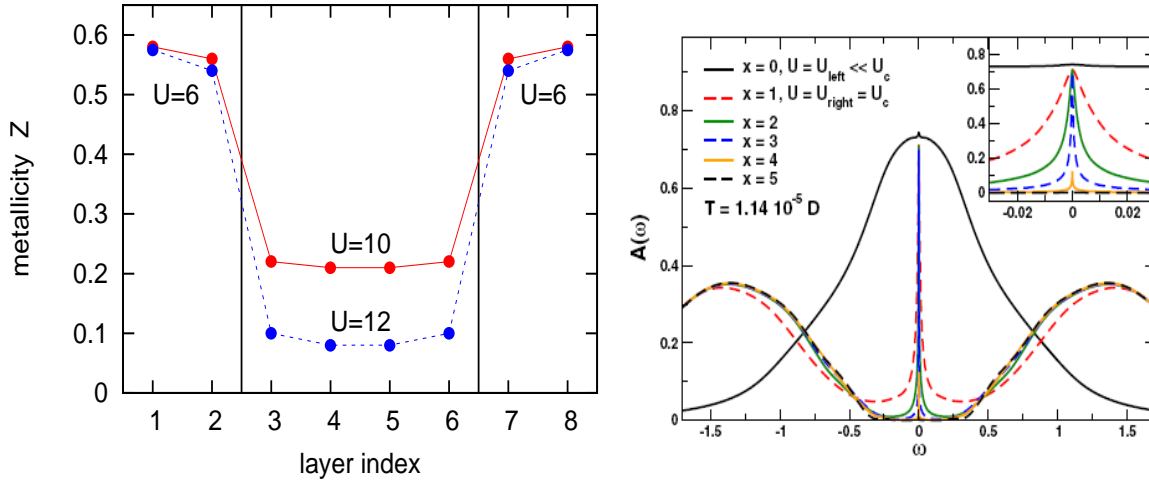 metallicity Z
0.6
0.5
0.4
0.3
0.2
0.1
0
U=6
U=6
U=10
U=12
1 2 3 4 5 6 7 8
layer index
A(ω)
0.8
0.6
0.4
0.2
0
x = 0, U = U_left << U_c
x = 1, U = U_right = U_c
x = 2
x = 3
x = 4
x = 5
T = 1.14 10^-5 D
0.8
0.6
0.4
0.2
0
-0.02 0 0.02
-1.5 -1 -0.5 0 0.5 1 1.5
ω